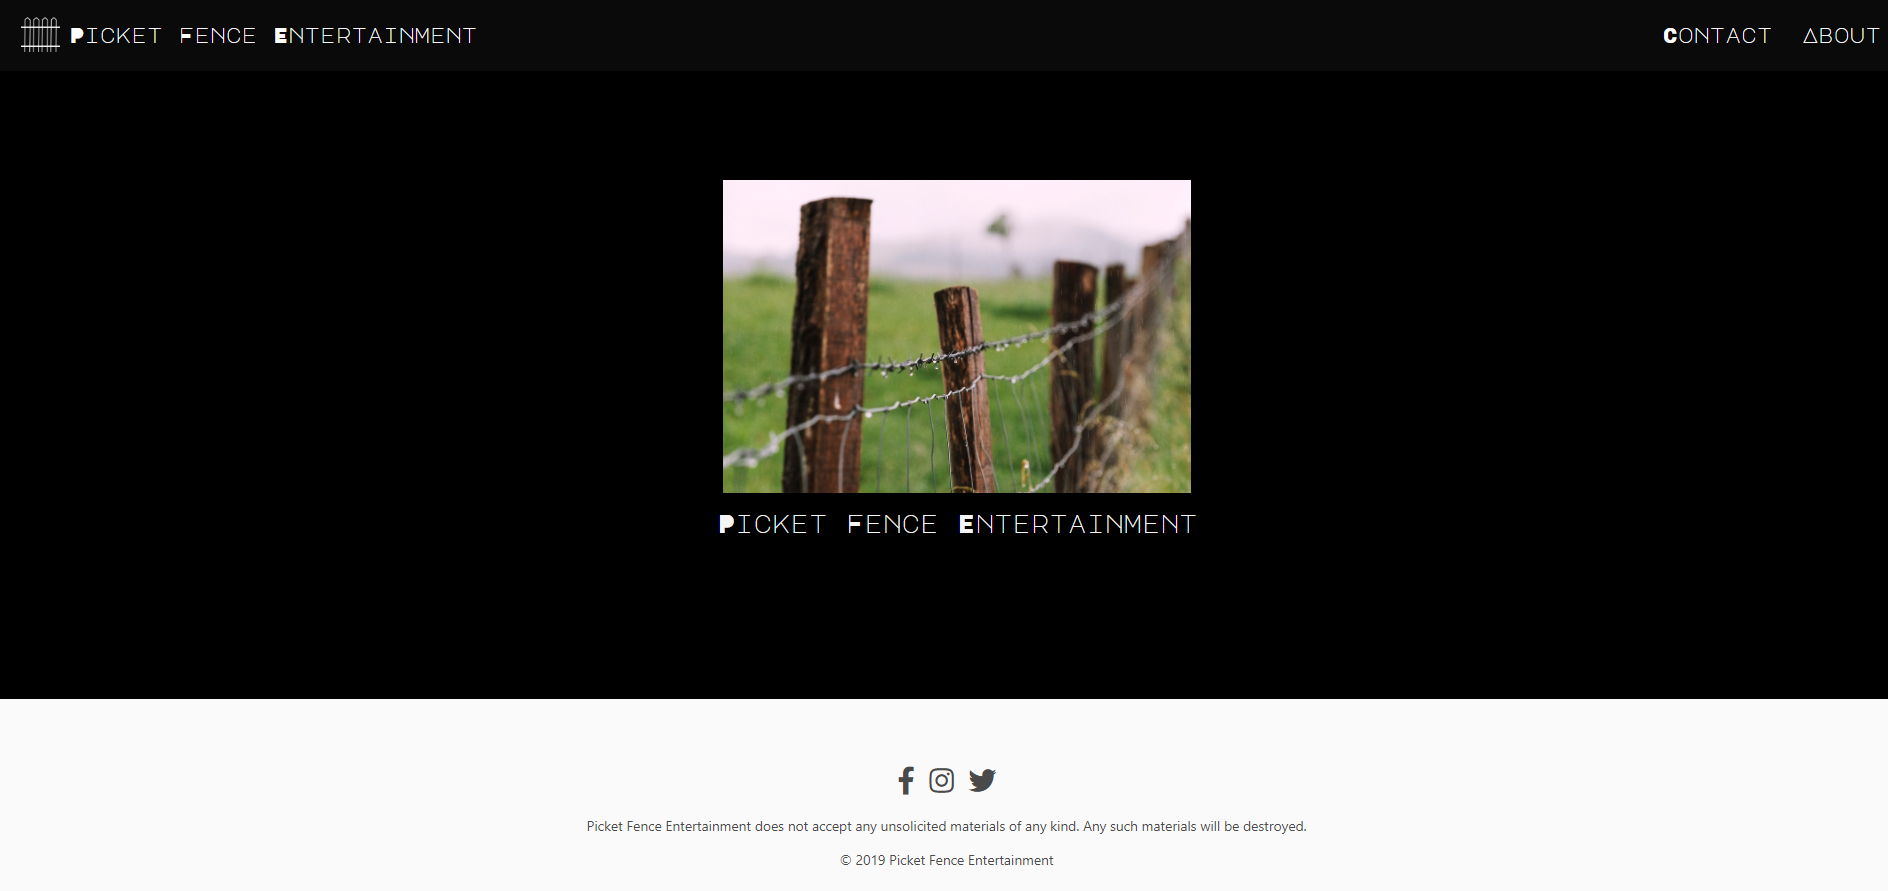 Picket Fence Entertainment
Contact About
Picket Fence Entertainment
Picket Fence Entertainment does not accept any unsolicited materials of any kind. Any such materials will be destroyed.
© 2019 Picket Fence Entertainment